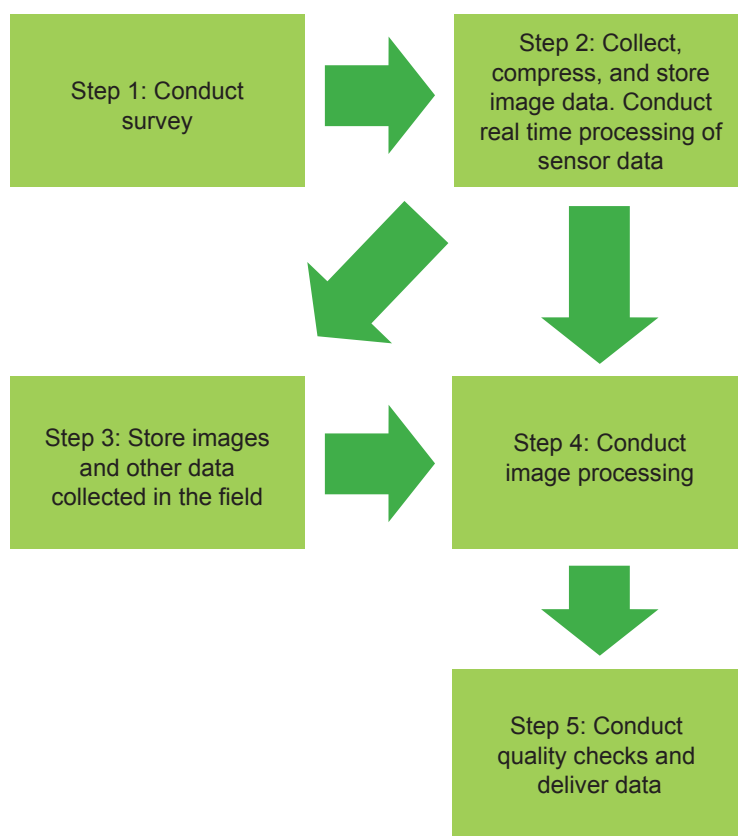 Step 1: Conduct
survey
Step 2: Collect,
compress, and store
image data. Conduct
real time processing of
sensor data
Step 3: Store images
and other data
collected in the field
Step 4: Conduct
image processing
Step 5: Conduct
quality checks and
deliver data